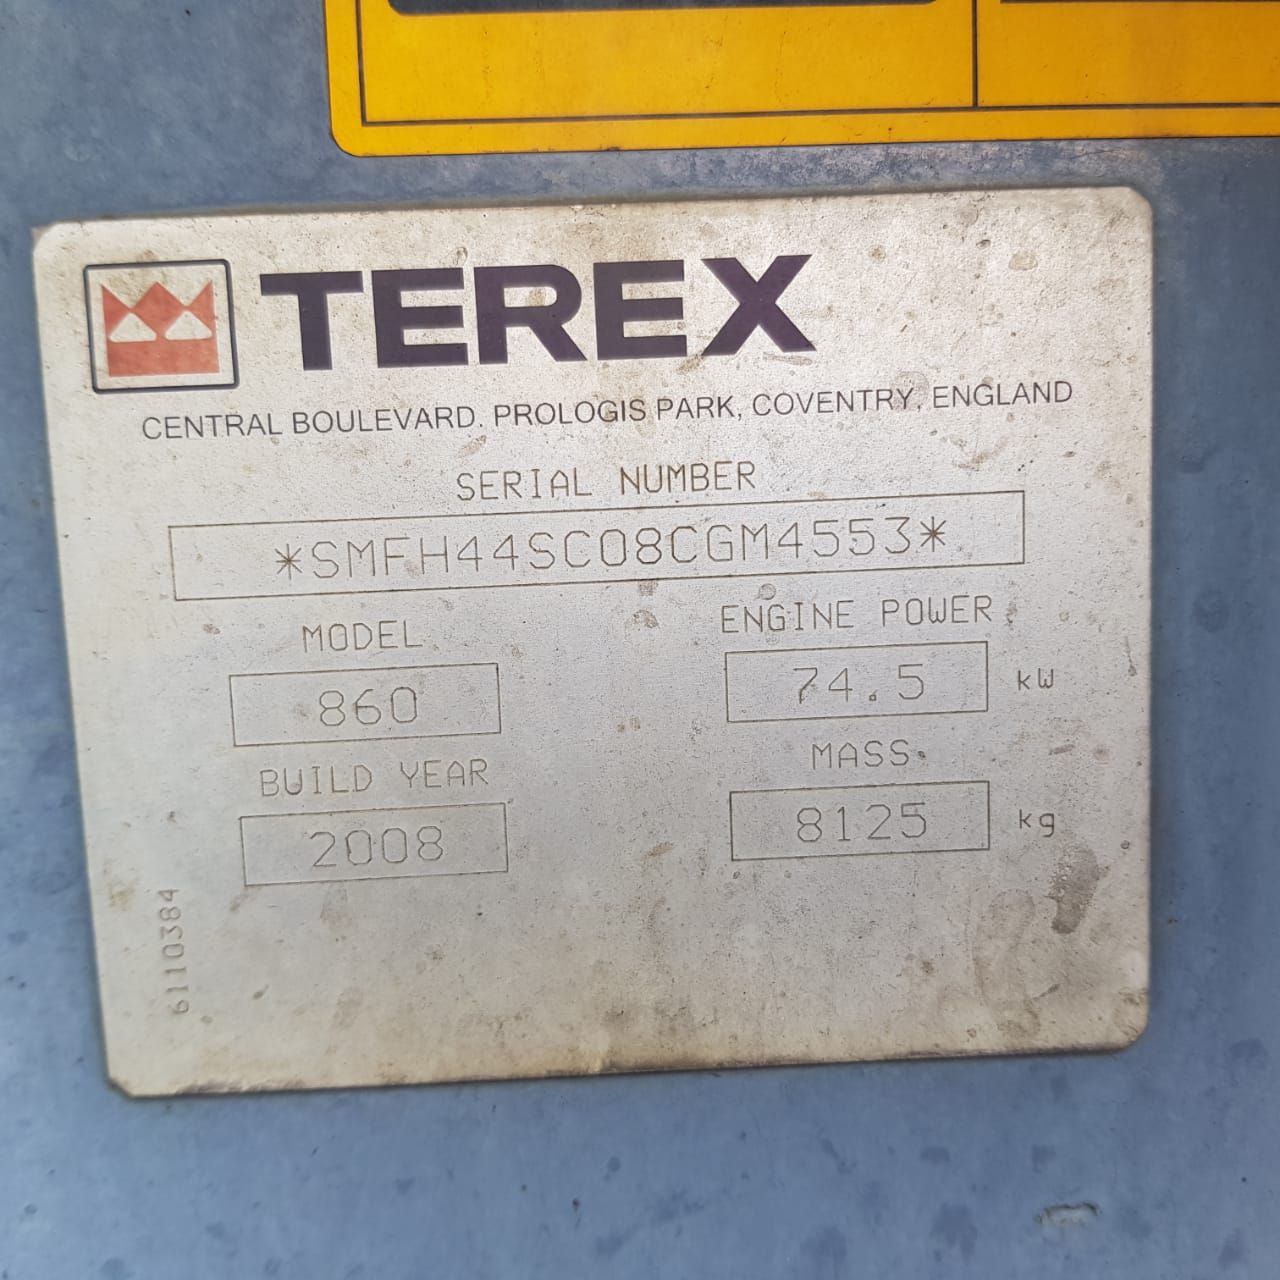 TEREX
CENTRAL BOULEVARD. PROLOGIS PARK, COVENTRY, ENGLAND
SERIAL NUMBER
*SMFH44SC08CGM4553*
MODEL
860
ENGINE POWER
74.5 kW
BUILD YEAR
2008
MASS
8125 kg
6110384